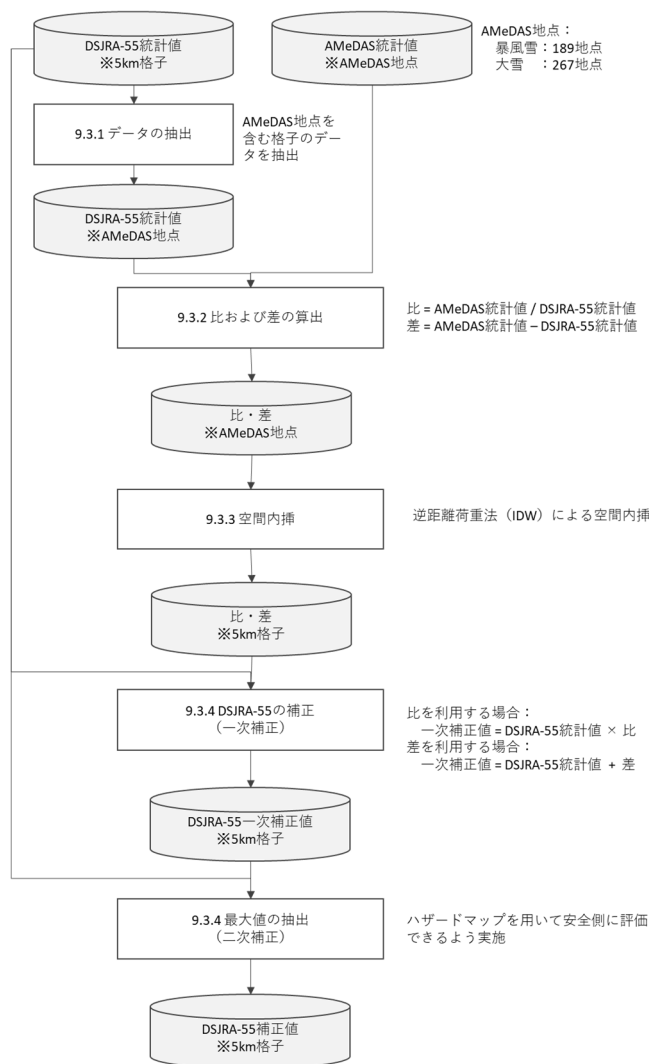 DSJRA-55統計値
※5km格子
AMeDAS統計値
※AMeDAS地点
AMeDAS地点：
暴風雪：189地点
大雪　：267地点
9.3.1 データの抽出
AMeDAS地点を
含む格子のデー
タを抽出
DSJRA-55統計値
※AMeDAS地点
9.3.2 比および差の算出
比 = AMeDAS統計値 / DSJRA-55統計値
差 = AMeDAS統計値 – DSJRA-55統計値
比・差
※AMeDAS地点
9.3.3 空間内挿
逆距離荷重法（IDW）による空間内挿
比・差
※5km格子
9.3.4 DSJRA-55の補正
（一次補正）
比を利用する場合：
一次補正値 = DSJRA-55統計値 × 比
差を利用する場合：
一次補正値 = DSJRA-55統計値 + 差
DSJRA-55一次補正値
※5km格子
9.3.4 最大値の抽出
（二次補正）
ハザードマップを用いて安全側に評価
できるよう実施
DSJRA-55補正値
※5km格子